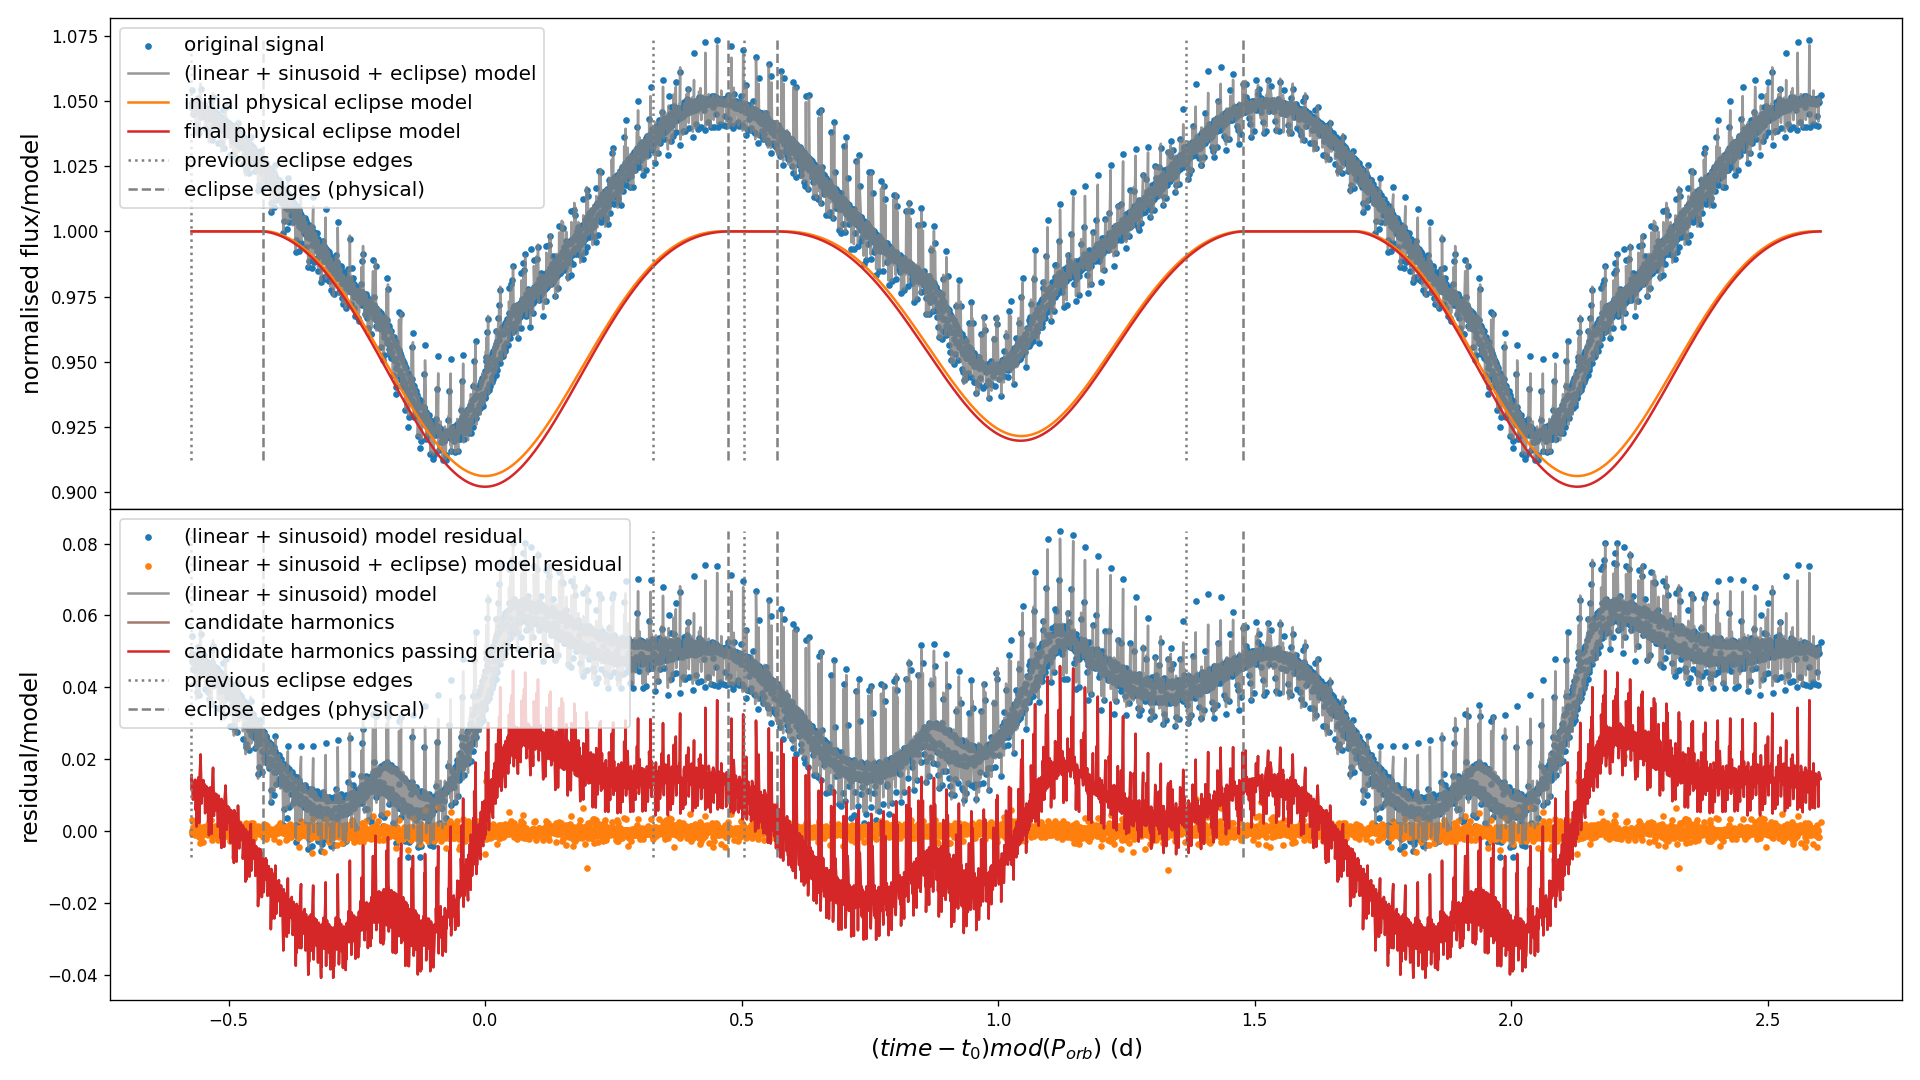 1.075
1.050
1.025
1.000
0.975
0.950
0.925
0.900
normalised flux/model
original signal
(linear + sinusoid + eclipse) model
initial physical eclipse model
final physical eclipse model
previous eclipse edges
eclipse edges (physical)
0.08
0.06
0.04
0.02
0.00
−0.02
−0.04
residual/model
(linear + sinusoid) model residual
(linear + sinusoid + eclipse) model residual
(linear + sinusoid) model
candidate harmonics
candidate harmonics passing criteria
previous eclipse edges
eclipse edges (physical)
−0.5 0.0 0.5 1.0 1.5 2.0 2.5
(time − t₀)mod(P_orb) (d)